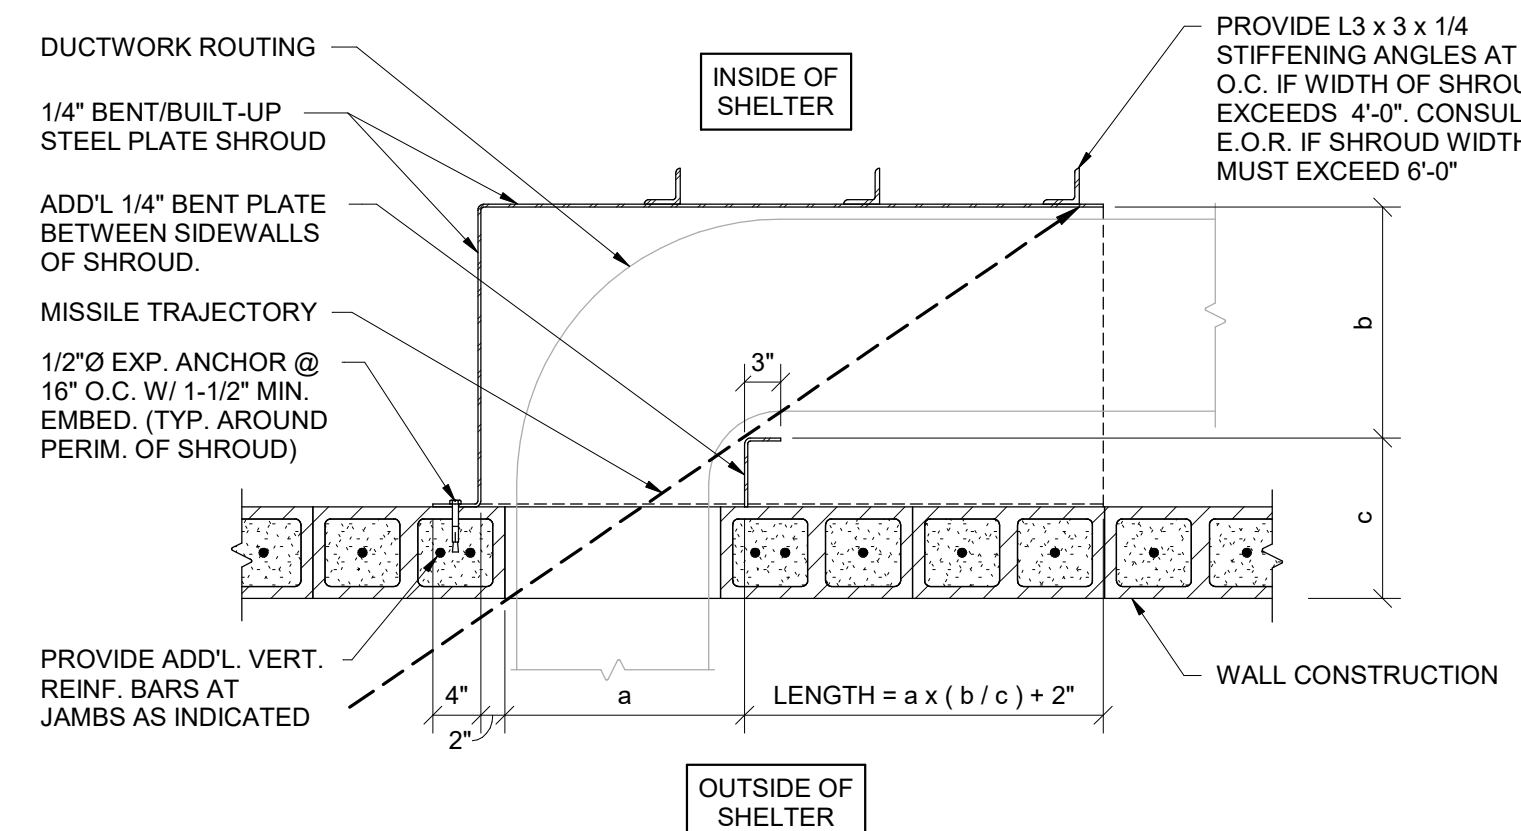 DUCTWORK ROUTING
1/4" BENT/BUILT-UP
STEEL PLATE SHROUD
ADD'L 1/4" BENT PLATE
BETWEEN SIDEWALLS
OF SHROUD.
MISSILE TRAJECTORY
1/2"Ø EXP. ANCHOR @
16" O.C. W/ 1-1/2" MIN.
EMBED. (TYP. AROUND
PERIM. OF SHROUD)
PROVIDE ADD'L. VERT.
REINF. BARS AT
JAMBS AS INDICATED
INSIDE OF
SHELTER
PROVIDE L3 x 3 x 1/4
STIFFENING ANGLES AT
O.C. IF WIDTH OF SHROU
EXCEEDS 4'-0". CONSUL
E.O.R. IF SHROUD WIDTH
MUST EXCEED 6'-0"
3"
b
c
4"
2"
a
LENGTH = a x ( b / c ) + 2"
WALL CONSTRUCTION
OUTSIDE OF
SHELTER